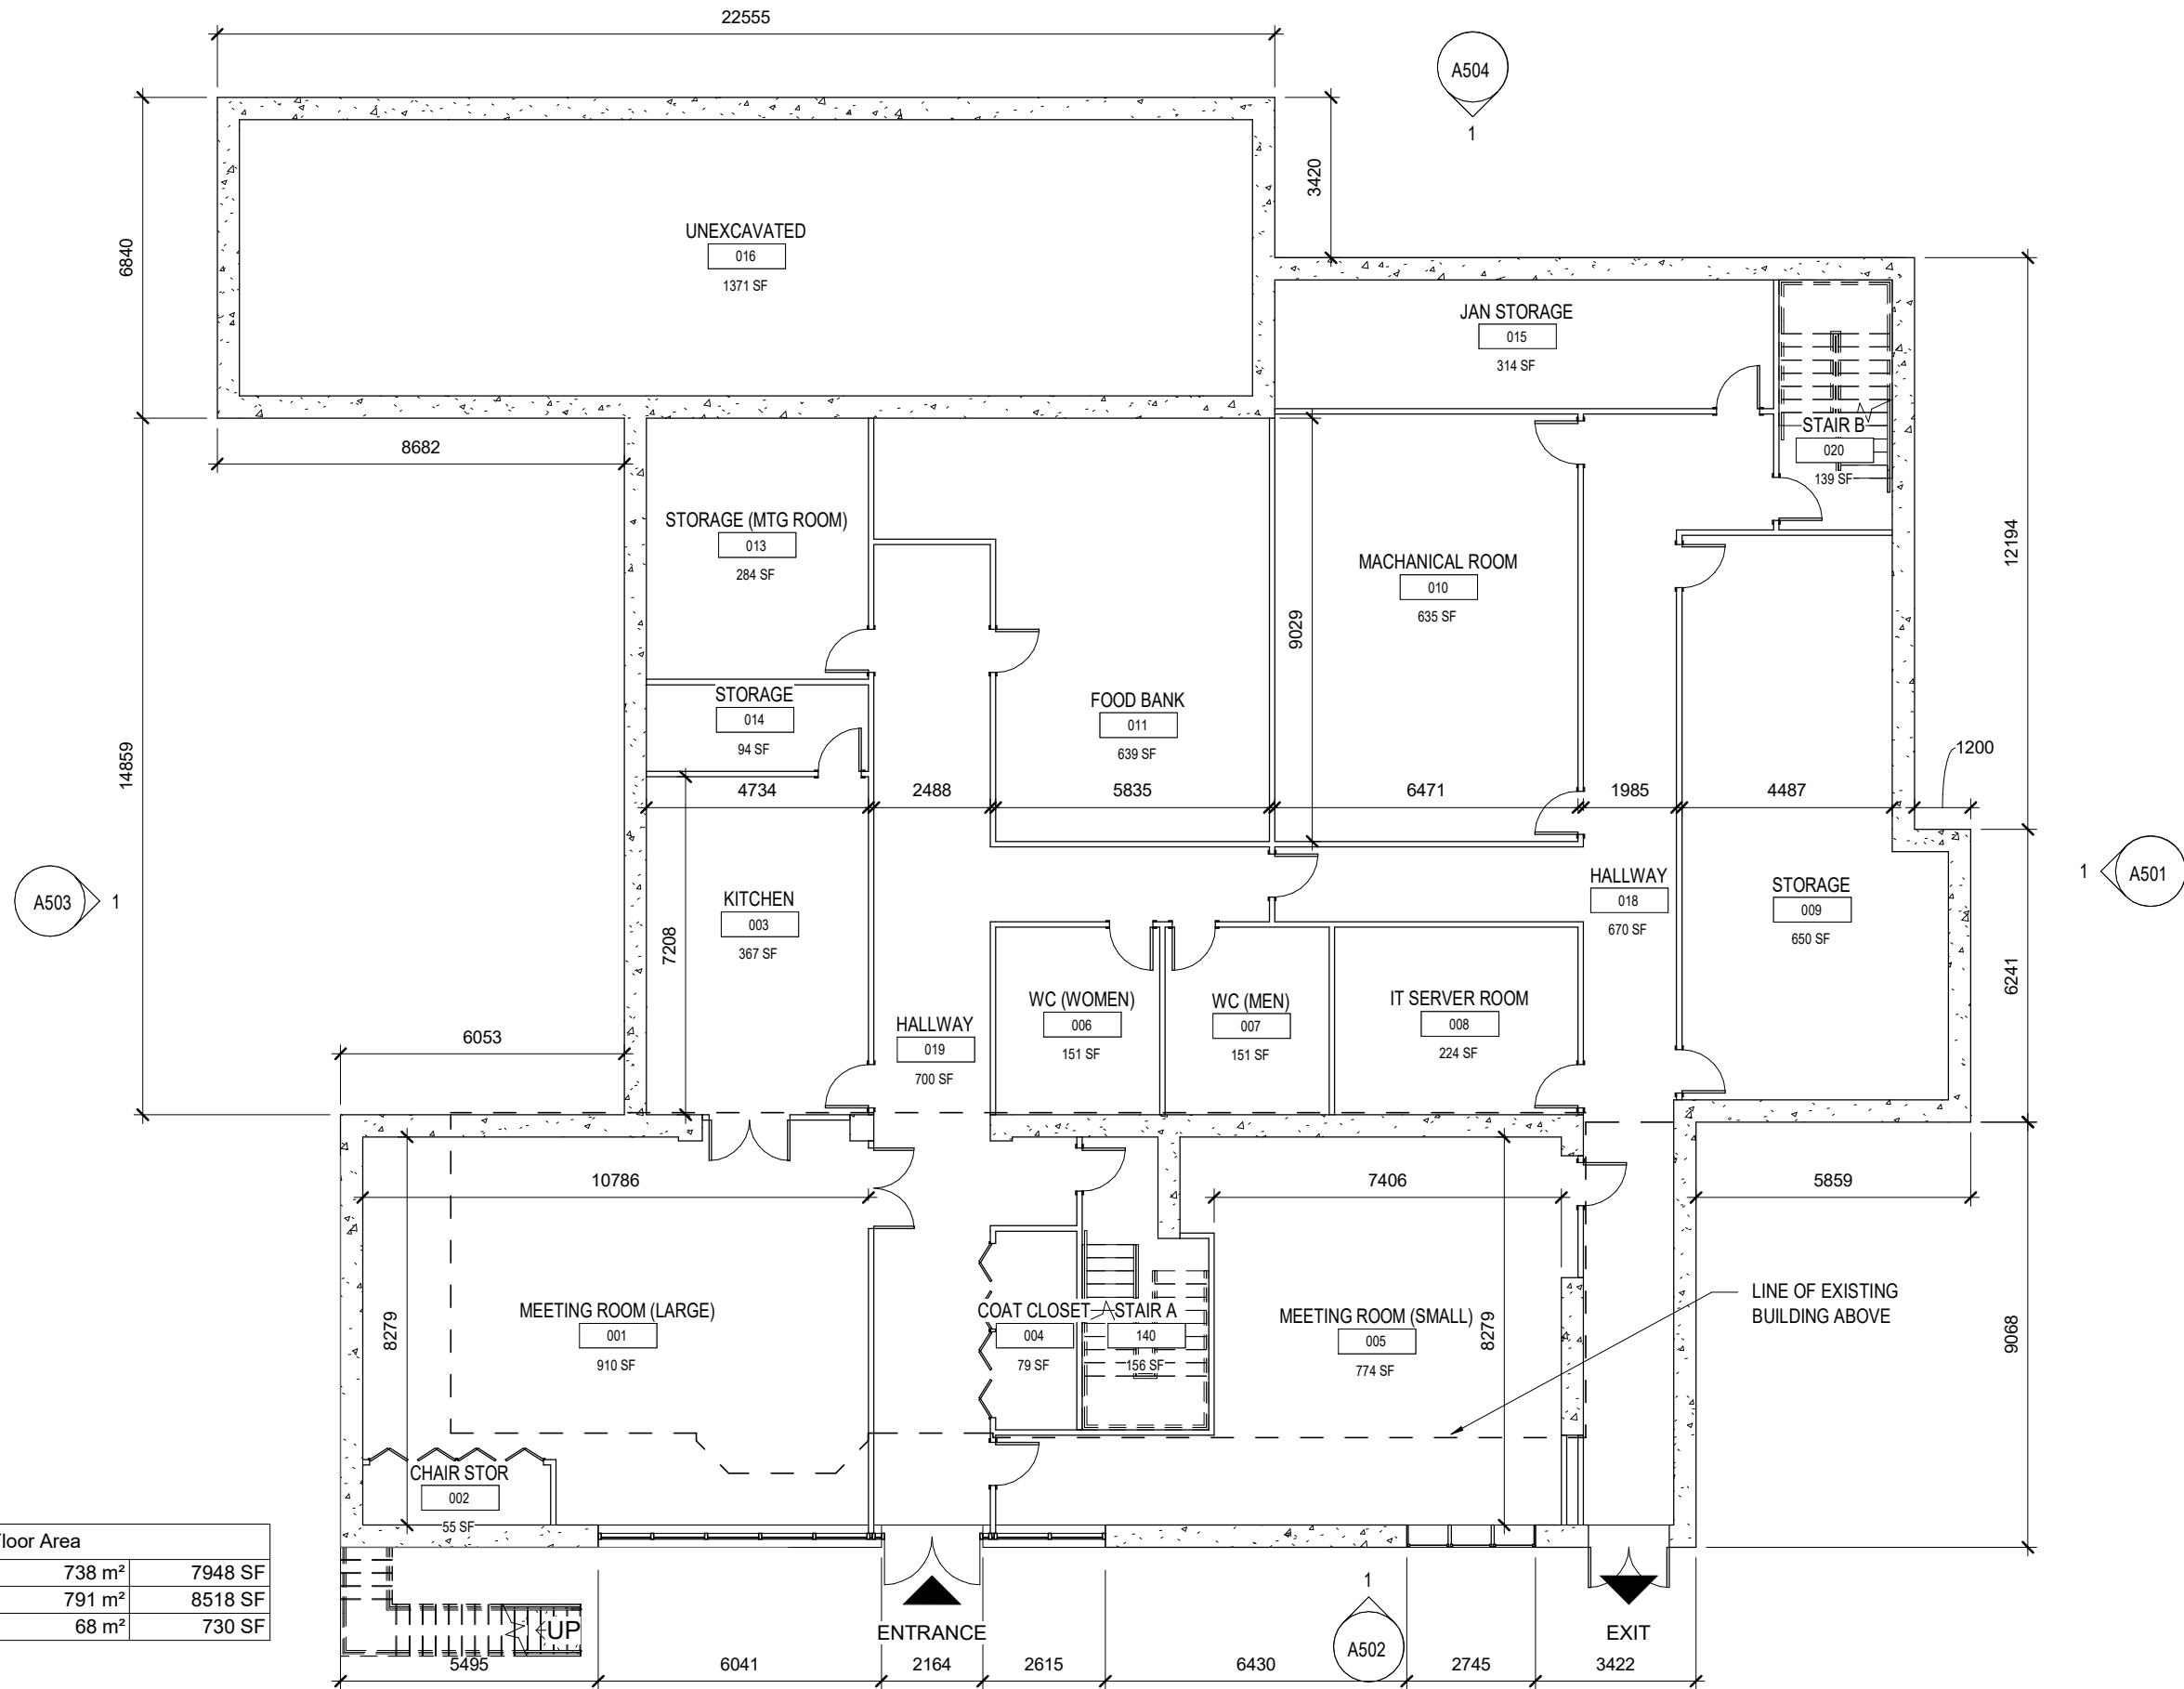 22555
A504
1
3420
6840
UNEXCAVATED
016
1371 SF
JAN STORAGE
015
314 SF
STAIR B
020
139 SF
8682
STORAGE (MTG ROOM)
013
284 SF
12194
MACHANICAL ROOM
010
635 SF
9029
STORAGE
014
94 SF
FOOD BANK
011
639 SF
14859
1200
4734
2488
5835
6471
1985
4487
A503
1
KITCHEN
003
367 SF
7208
HALLWAY
018
670 SF
STORAGE
009
650 SF
1
A501
6241
6053
HALLWAY
019
700 SF
WC (WOMEN)
006
151 SF
WC (MEN)
007
151 SF
IT SERVER ROOM
008
224 SF
10786
7406
5859
8279
MEETING ROOM (LARGE)
001
910 SF
COAT CLOSET
004
79 SF
STAIR A
140
156 SF
MEETING ROOM (SMALL)
005
774 SF
8279
LINE OF EXISTING
BUILDING ABOVE
9068
CHAIR STOR
002
55 SF
loor Area
738 m² 7948 SF
791 m² 8518 SF
68 m² 730 SF
UP
ENTRANCE
1
A502
EXIT
5495
6041
2164
2615
6430
2745
3422